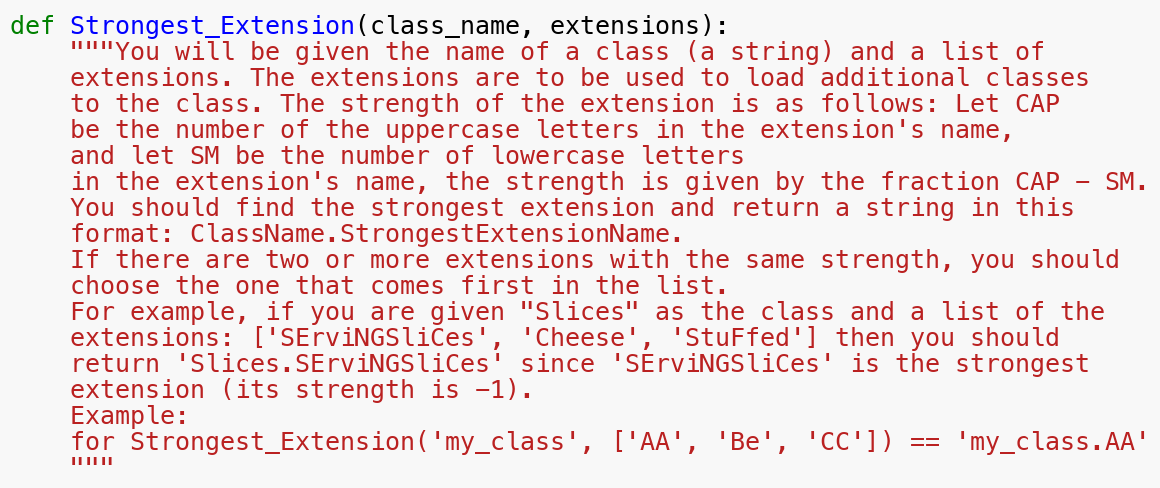 def Strongest_Extension(class_name, extensions):
    """You will be given the name of a class (a string) and a list of
    extensions. The extensions are to be used to load additional classes
    to the class. The strength of the extension is as follows: Let CAP
    be the number of the uppercase letters in the extension's name,
    and let SM be the number of lowercase letters
    in the extension's name, the strength is given by the fraction CAP − SM.
    You should find the strongest extension and return a string in this
    format: ClassName.StrongestExtensionName.
    If there are two or more extensions with the same strength, you should
    choose the one that comes first in the list.
    For example, if you are given "Slices" as the class and a list of the
    extensions: ['SErviNGSliCes', 'Cheese', 'StuFfed'] then you should
    return 'Slices.SErviNGSliCes' since 'SErviNGSliCes' is the strongest
    extension (its strength is −1).
    Example:
    for Strongest_Extension('my_class', ['AA', 'Be', 'CC']) == 'my_class.AA'
    """